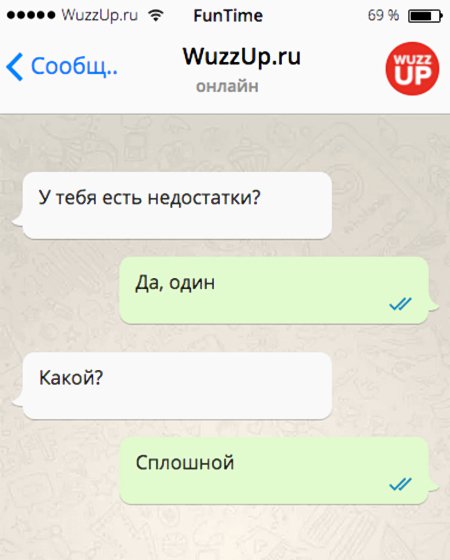 WuzzUp.ru FunTime 69 %
Сообщ.. WuzzUp.ru
онлайн
WUZZ
UP
У тебя есть недостатки?
Да, один
Какой?
Сплошной